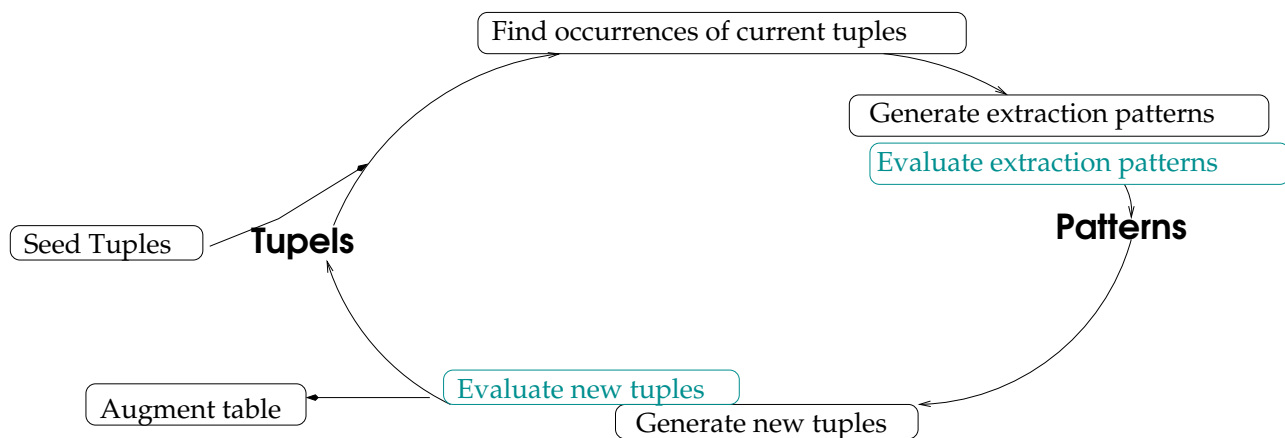 Find occurrences of current tuples
Generate extraction patterns
Evaluate extraction patterns
Patterns
Seed Tuples
Tupels
Evaluate new tuples
Augment table
Generate new tuples